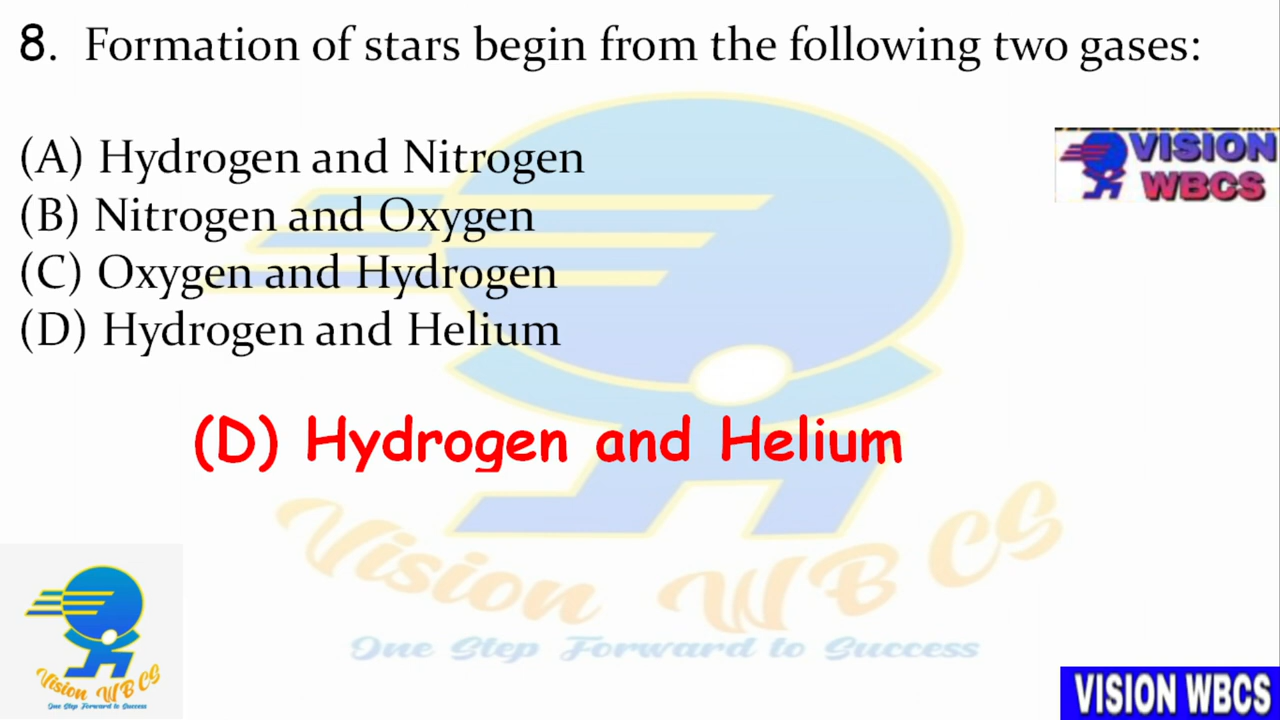 8. Formation of stars begin from the following two gases:
(A) Hydrogen and Nitrogen
VISION
WBCS
(B) Nitrogen and Oxygen
(C) Oxygen and Hydrogen
(D) Hydrogen and Helium
(D) Hydrogen and Helium
Vision WBCS
One Step Forward to Success
Vision WBCS
One Step Forward to Success
VISION WBCS